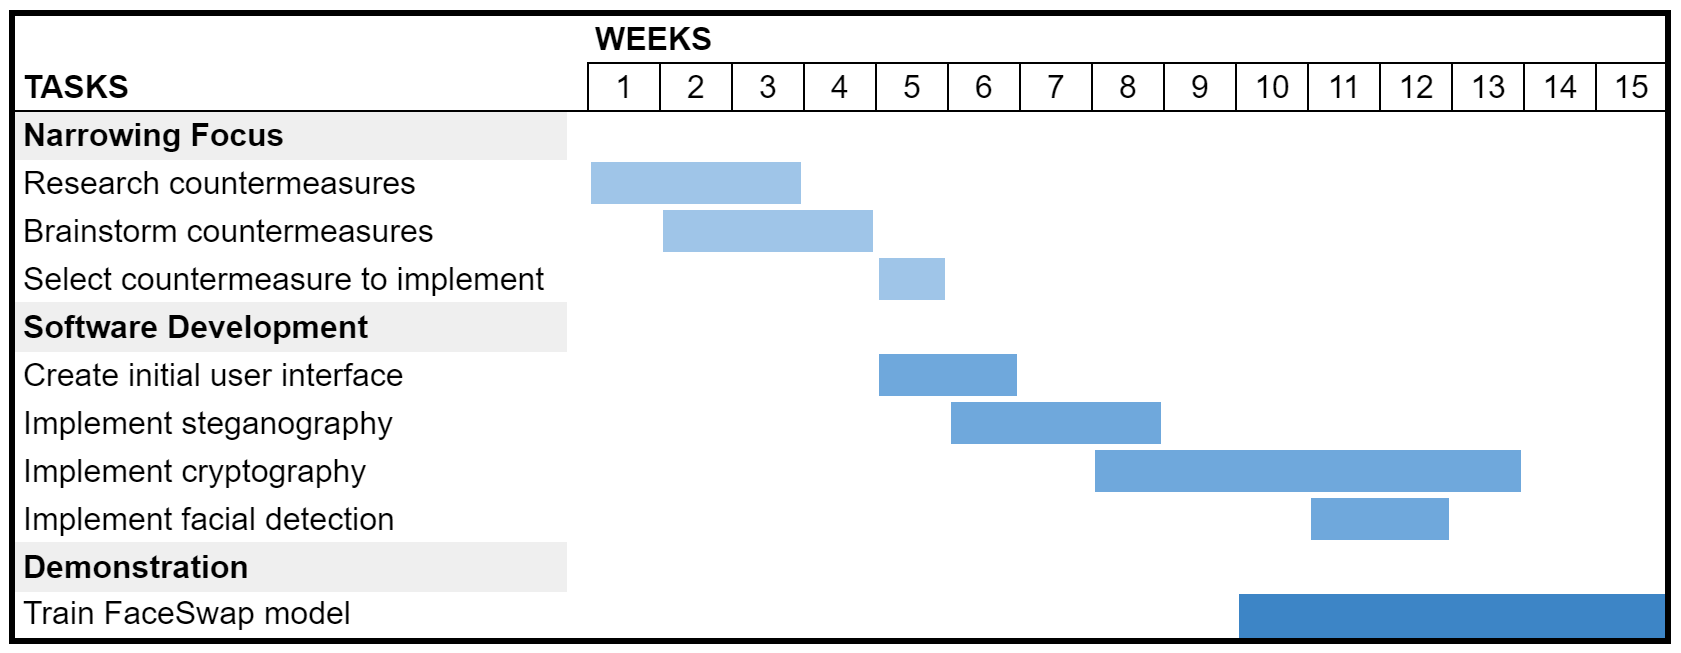 WEEKS
TASKS 1 2 3 4 5 6 7 8 9 10 11 12 13 14 15
Narrowing Focus
Research countermeasures
Brainstorm countermeasures
Select countermeasure to implement
Software Development
Create initial user interface
Implement steganography
Implement cryptography
Implement facial detection
Demonstration
Train FaceSwap model